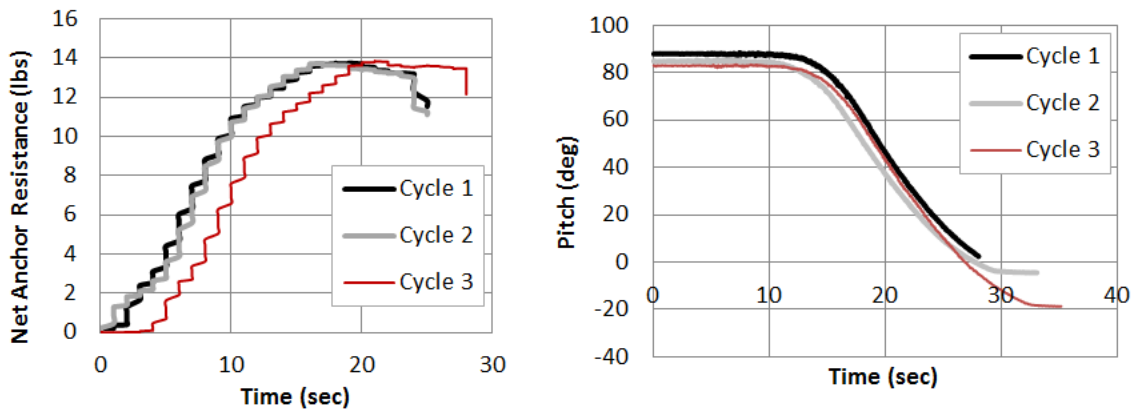 Net Anchor Resistance (lbs)
16
14
12
10
8
6
4
2
0
Cycle 1
Cycle 2
Cycle 3
0 10 20 30
Time (sec)
Pitch (deg)
100
80
60
40
20
0
-20
-40
Cycle 1
Cycle 2
Cycle 3
0 10 20 30 40
Time (sec)